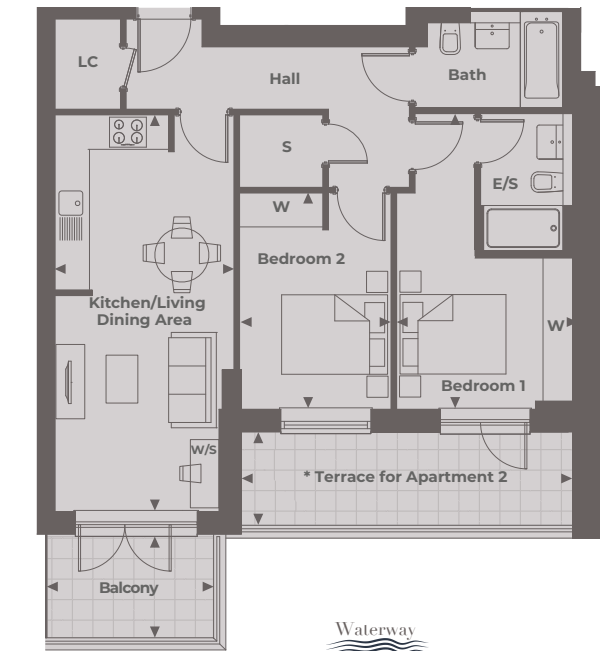 LC
Hall
Bath
S
E/S
W
Bedroom 2
Kitchen/Living
Dining Area
W
Bedroom 1
W/S
* Terrace for Apartment 2
Balcony
Waterway